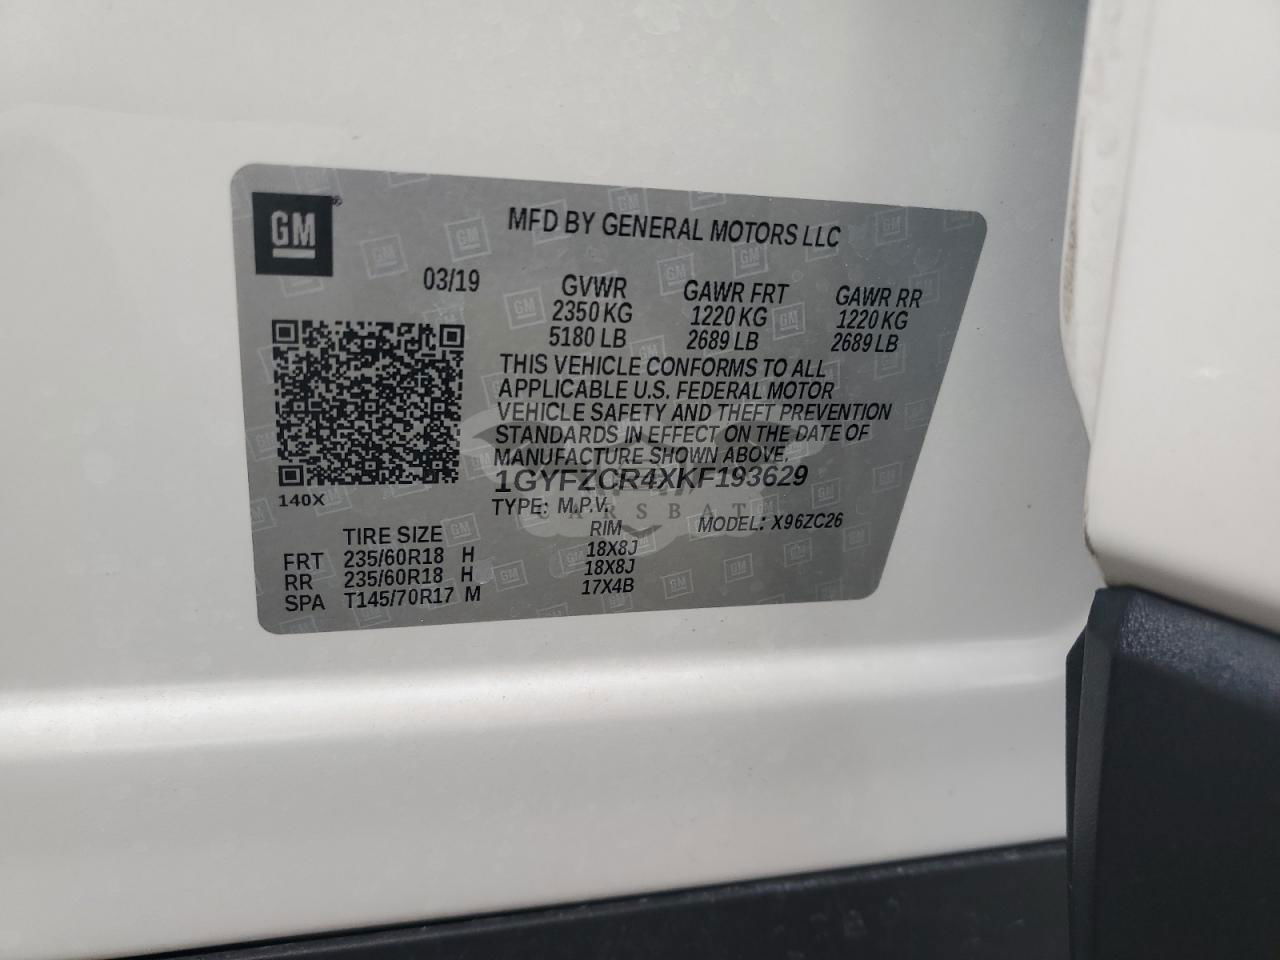 GM
MFD BY GENERAL MOTORS LLC
03/19 GVWR GAWR FRT GAWR RR
2350 KG 1220 KG 1220 KG
5180 LB 2689 LB 2689 LB
THIS VEHICLE CONFORMS TO ALL
APPLICABLE U.S. FEDERAL MOTOR
VEHICLE SAFETY AND THEFT PREVENTION
STANDARDS IN EFFECT ON THE DATE OF
MANUFACTURE SHOWN ABOVE.
1GYFZCR4XKF193629
140X
TYPE: M.P.V. MODEL: X96ZC26
CARSBAT
TIRE SIZE RIM
FRT 235/60R18 H 18X8J
RR 235/60R18 H 18X8J
SPA T145/70R17 M 17X4B